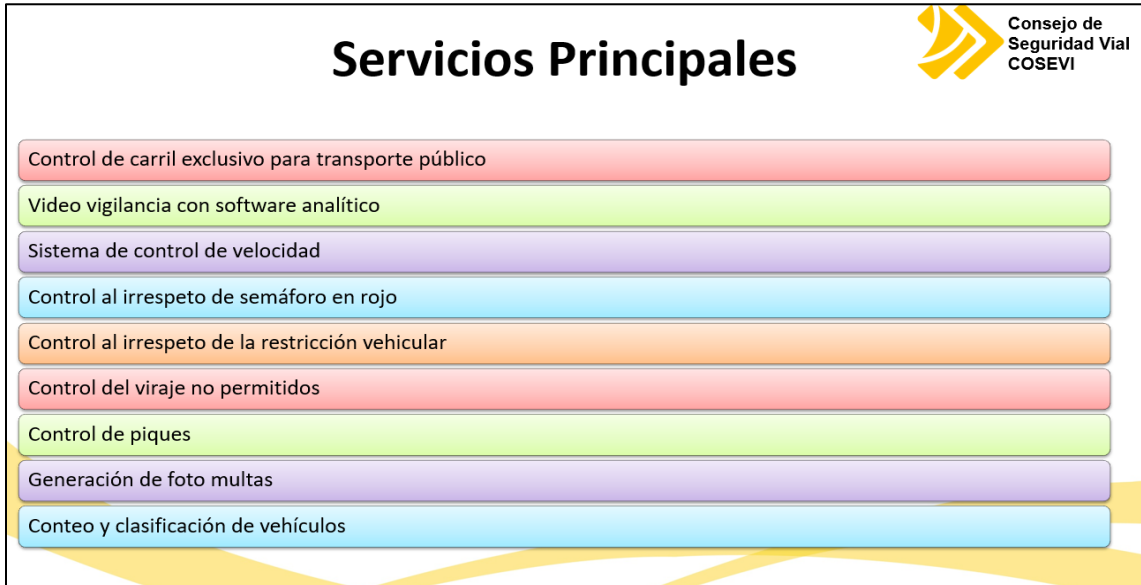 Servicios Principales
Consejo de
Seguridad Vial
COSEVI
Control de carril exclusivo para transporte público
Video vigilancia con software analítico
Sistema de control de velocidad
Control al irrespeto de semáforo en rojo
Control al irrespeto de la restricción vehicular
Control del viraje no permitidos
Control de piques
Generación de foto multas
Conteo y clasificación de vehículos